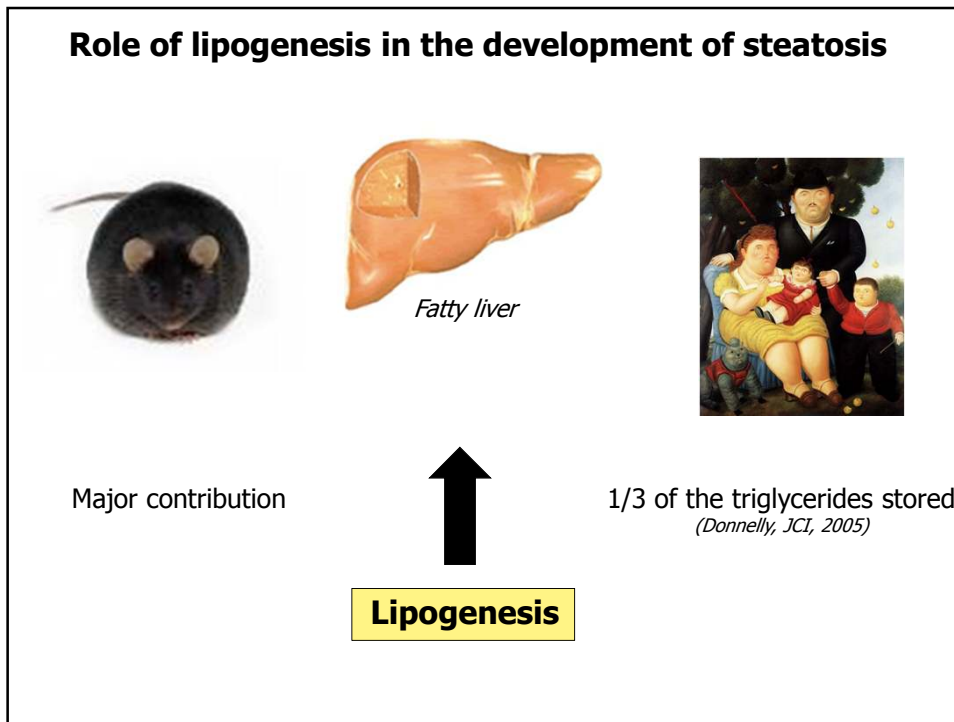 Role of lipogenesis in the development of steatosis
Fatty liver
Major contribution
1/3 of the triglycerides stored
(Donnelly, JCI, 2005)
Lipogenesis